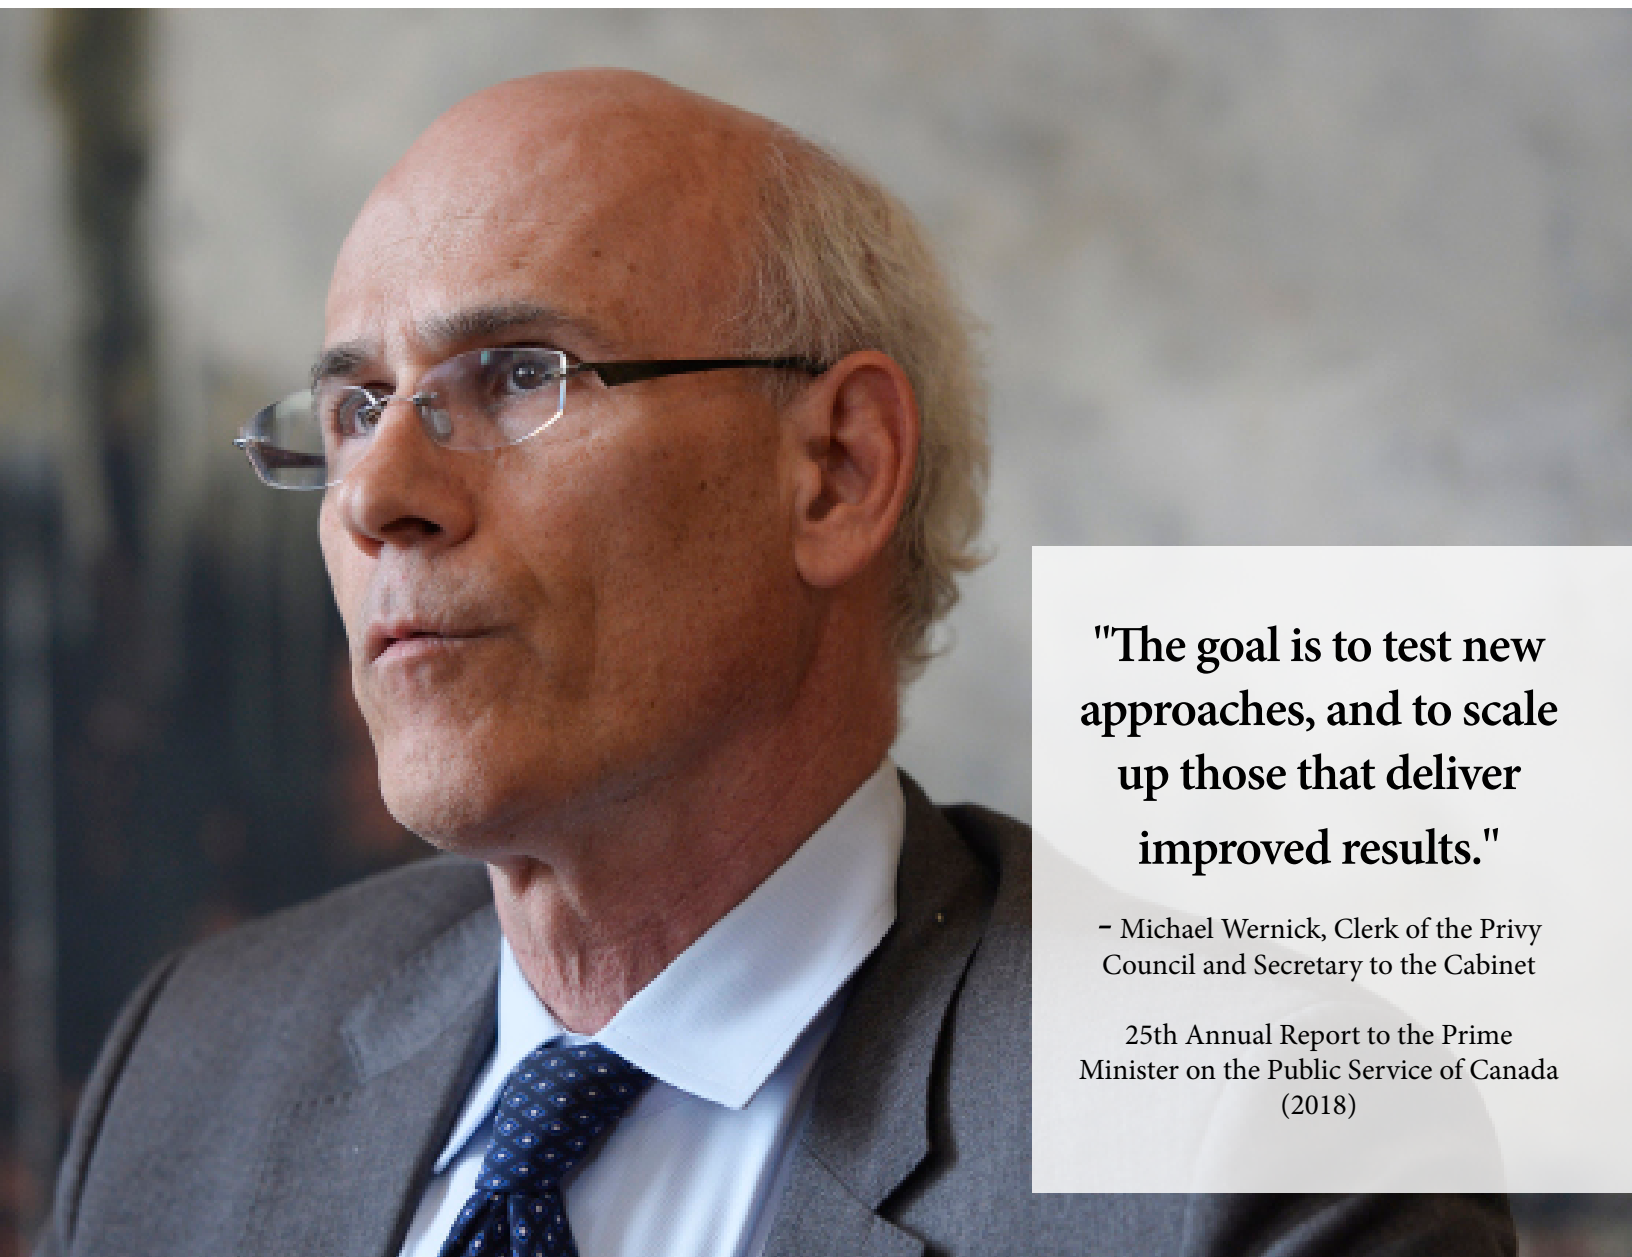 "The goal is to test new
approaches, and to scale
up those that deliver
improved results."
– Michael Wernick, Clerk of the Privy
Council and Secretary to the Cabinet
25th Annual Report to the Prime
Minister on the Public Service of Canada
(2018)